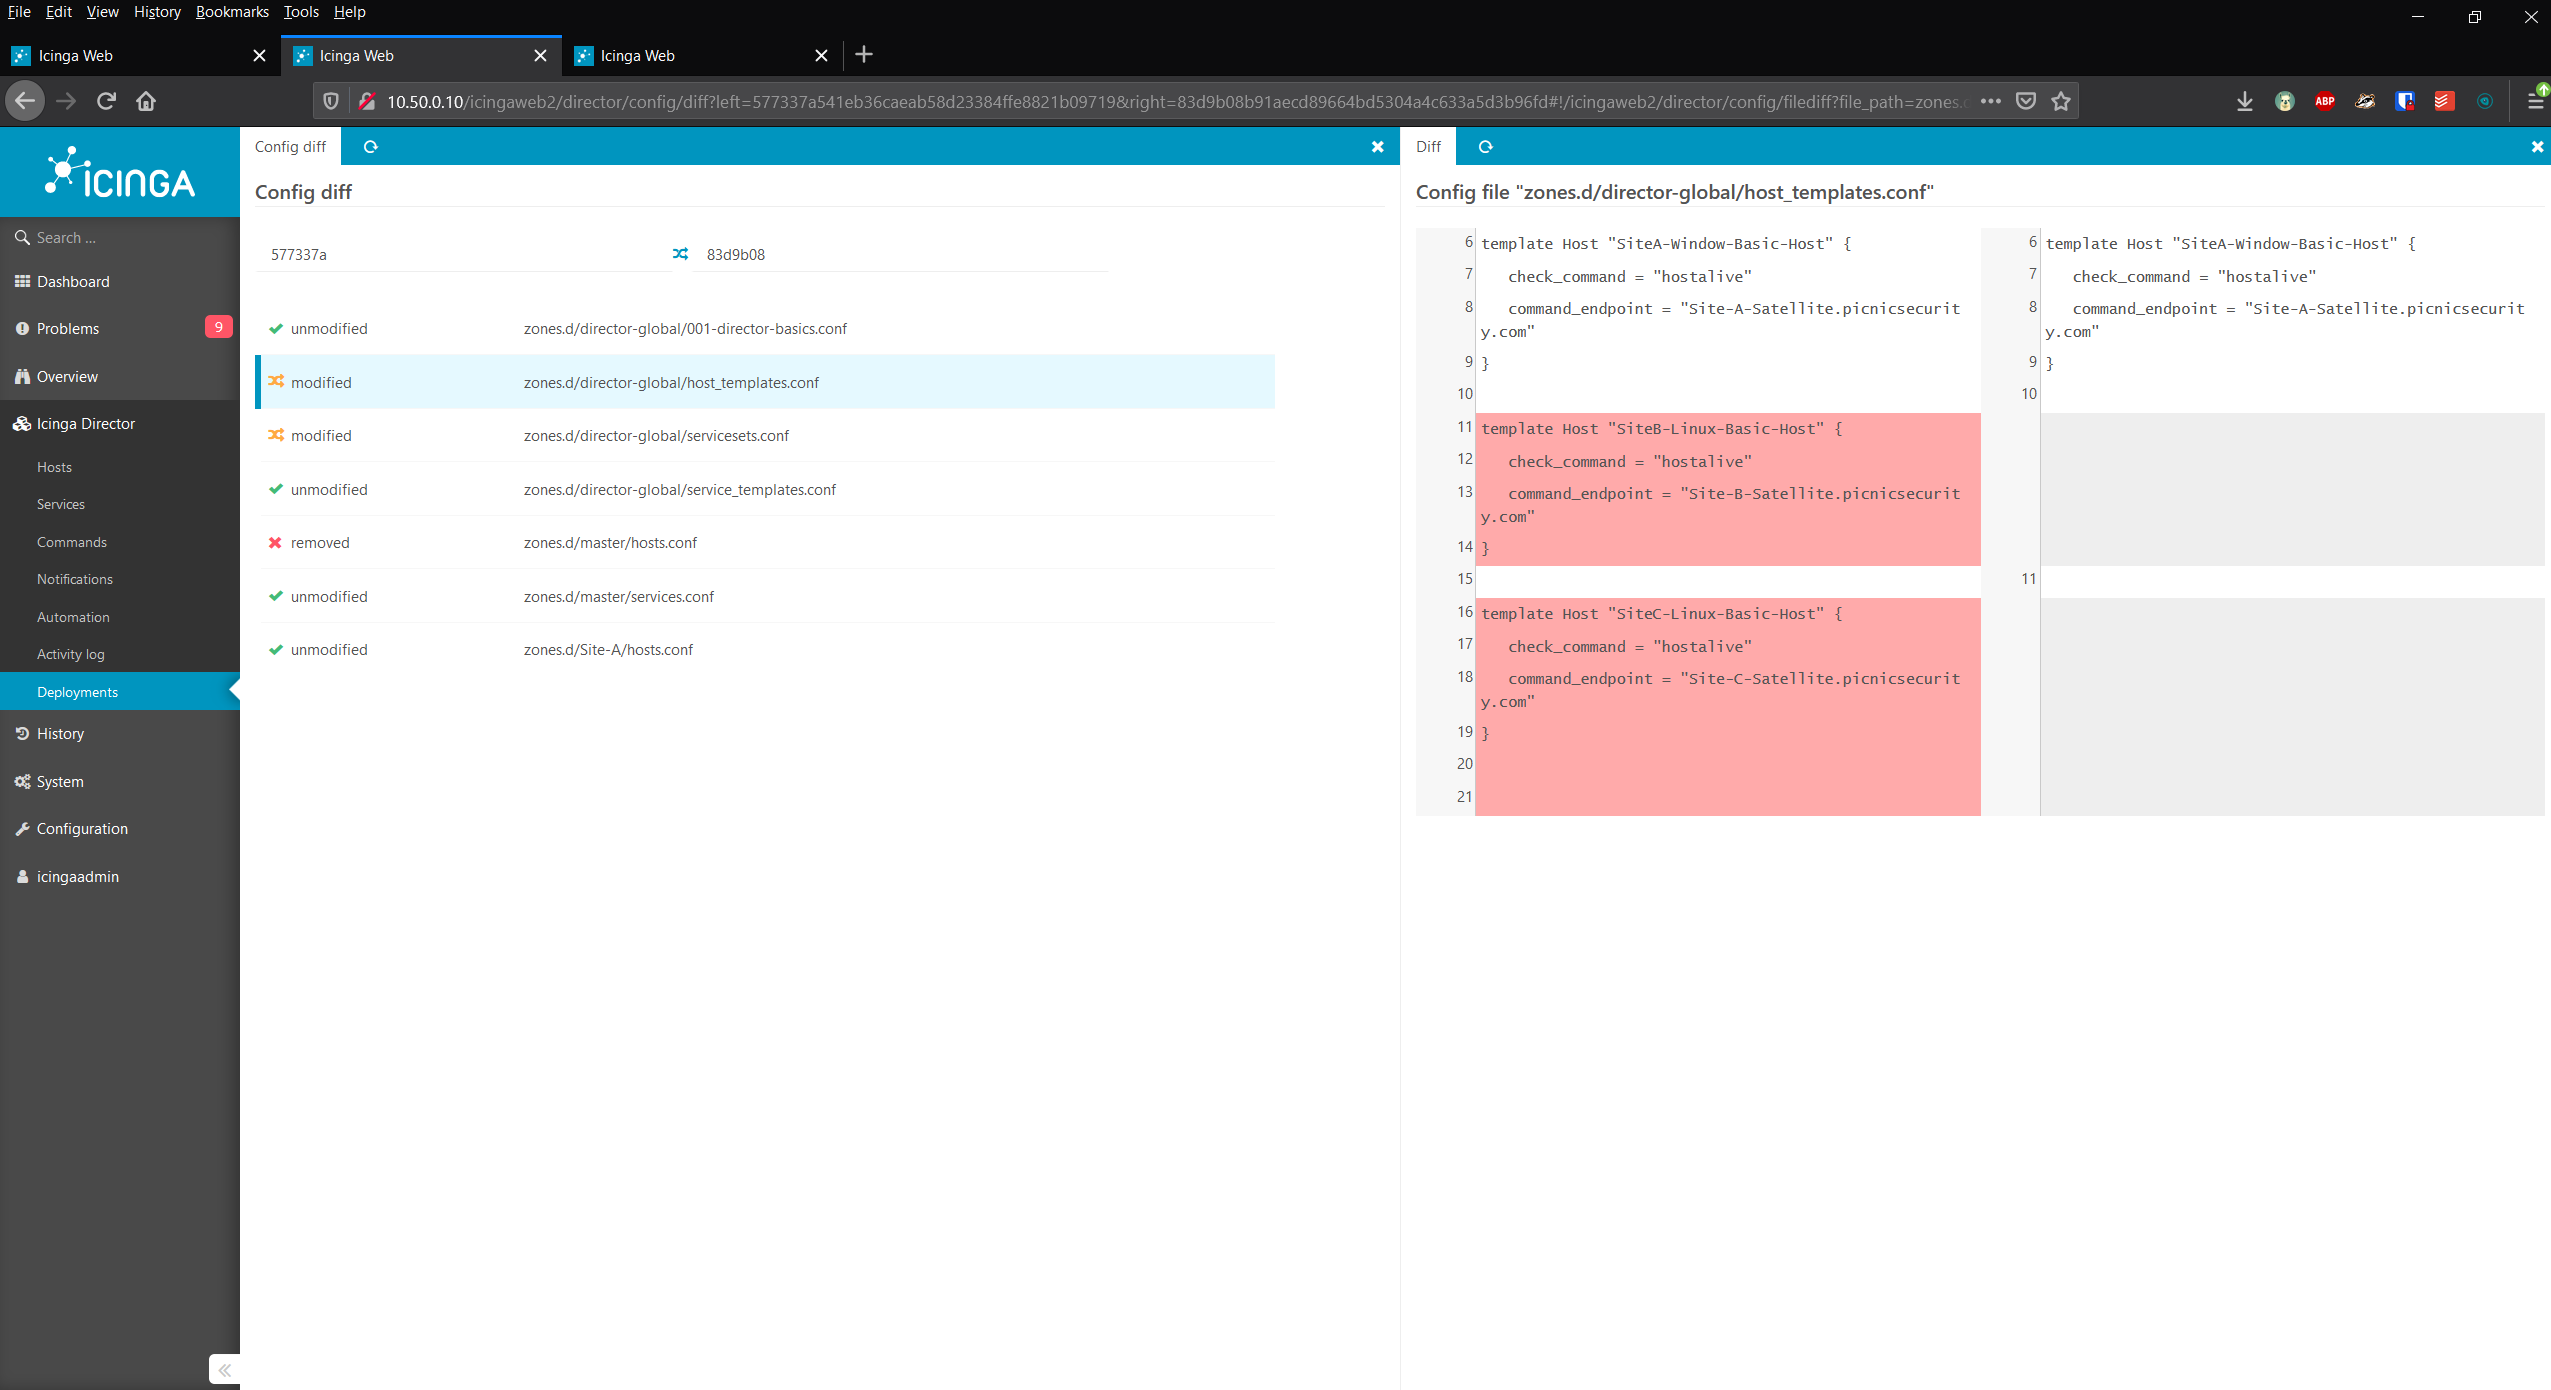 File Edit View History Bookmarks Tools Help
Icinga Web
Icinga Web
Icinga Web
10.50.0.10/icingaweb2/director/config/diff?left=577337a541eb36caeab58d23384ffe8821b09719&right=83d9b08b91aecd89664bd5304a4c633a5d3b96fd#!/icingaweb2/director/config/filediff?file_path=zones.
ABP
ICINGA
Search ...
Dashboard
Problems 9
Overview
Icinga Director
Hosts
Services
Commands
Notifications
Automation
Activity log
Deployments
History
System
Configuration
icingaadmin
Config diff
Config diff
577337a 83d9b08
unmodified zones.d/director-global/001-director-basics.conf
modified zones.d/director-global/host_templates.conf
modified zones.d/director-global/servicesets.conf
unmodified zones.d/director-global/service_templates.conf
removed zones.d/master/hosts.conf
unmodified zones.d/master/services.conf
unmodified zones.d/Site-A/hosts.conf
Diff
Config file "zones.d/director-global/host_templates.conf"
6 template Host "SiteA-Window-Basic-Host" {
7 check_command = "hostalive"
8 command_endpoint = "Site-A-Satellite.picnicsecurit
y.com"
9 }
10
11 template Host "SiteB-Linux-Basic-Host" {
12 check_command = "hostalive"
13 command_endpoint = "Site-B-Satellite.picnicsecurit
y.com"
14 }
15
16 template Host "SiteC-Linux-Basic-Host" {
17 check_command = "hostalive"
18 command_endpoint = "Site-C-Satellite.picnicsecurit
y.com"
19 }
20
21
6 template Host "SiteA-Window-Basic-Host" {
7 check_command = "hostalive"
8 command_endpoint = "Site-A-Satellite.picnicsecurit
y.com"
9 }
10
11